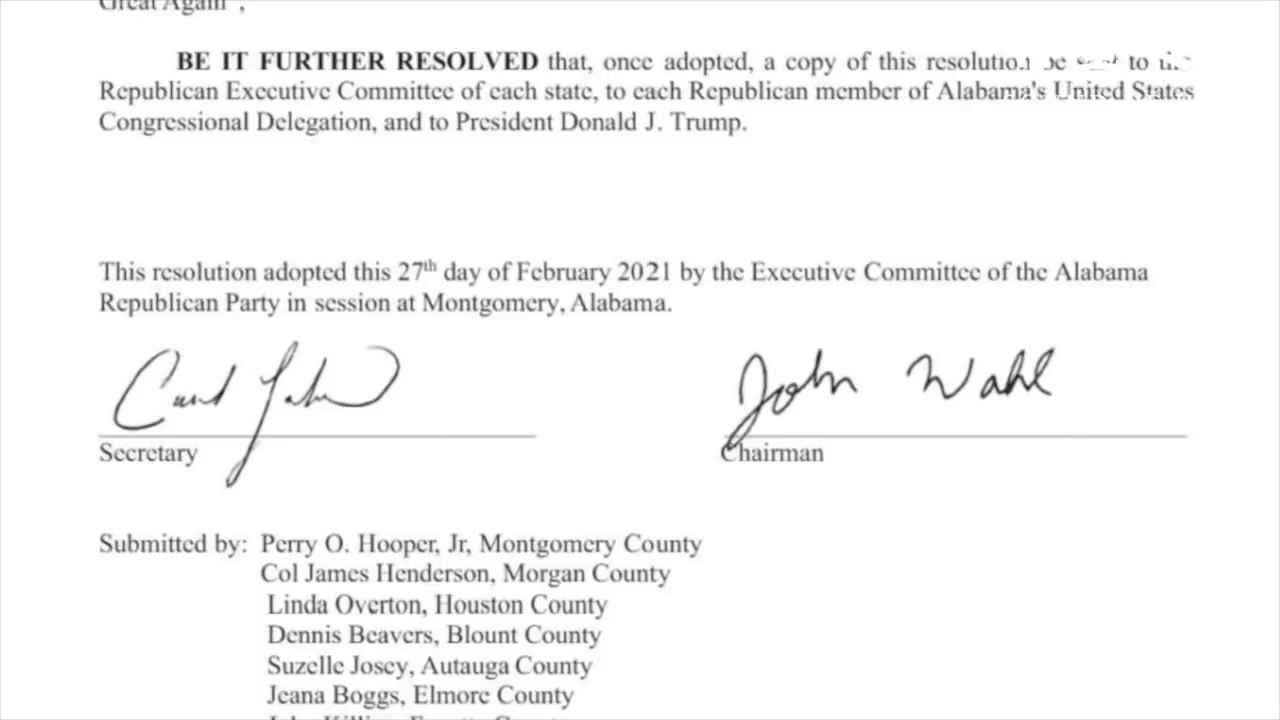 Great Again",
BE IT FURTHER RESOLVED that, once adopted, a copy of this resolution be sent to the
Republican Executive Committee of each state, to each Republican member of Alabama's United States
Congressional Delegation, and to President Donald J. Trump.
This resolution adopted this 27th day of February 2021 by the Executive Committee of the Alabama
Republican Party in session at Montgomery, Alabama.
John Wahl
Secretary
Chairman
Submitted by: Perry O. Hooper, Jr, Montgomery County
Col James Henderson, Morgan County
Linda Overton, Houston County
Dennis Beavers, Blount County
Suzelle Josey, Autauga County
Jeana Boggs, Elmore County